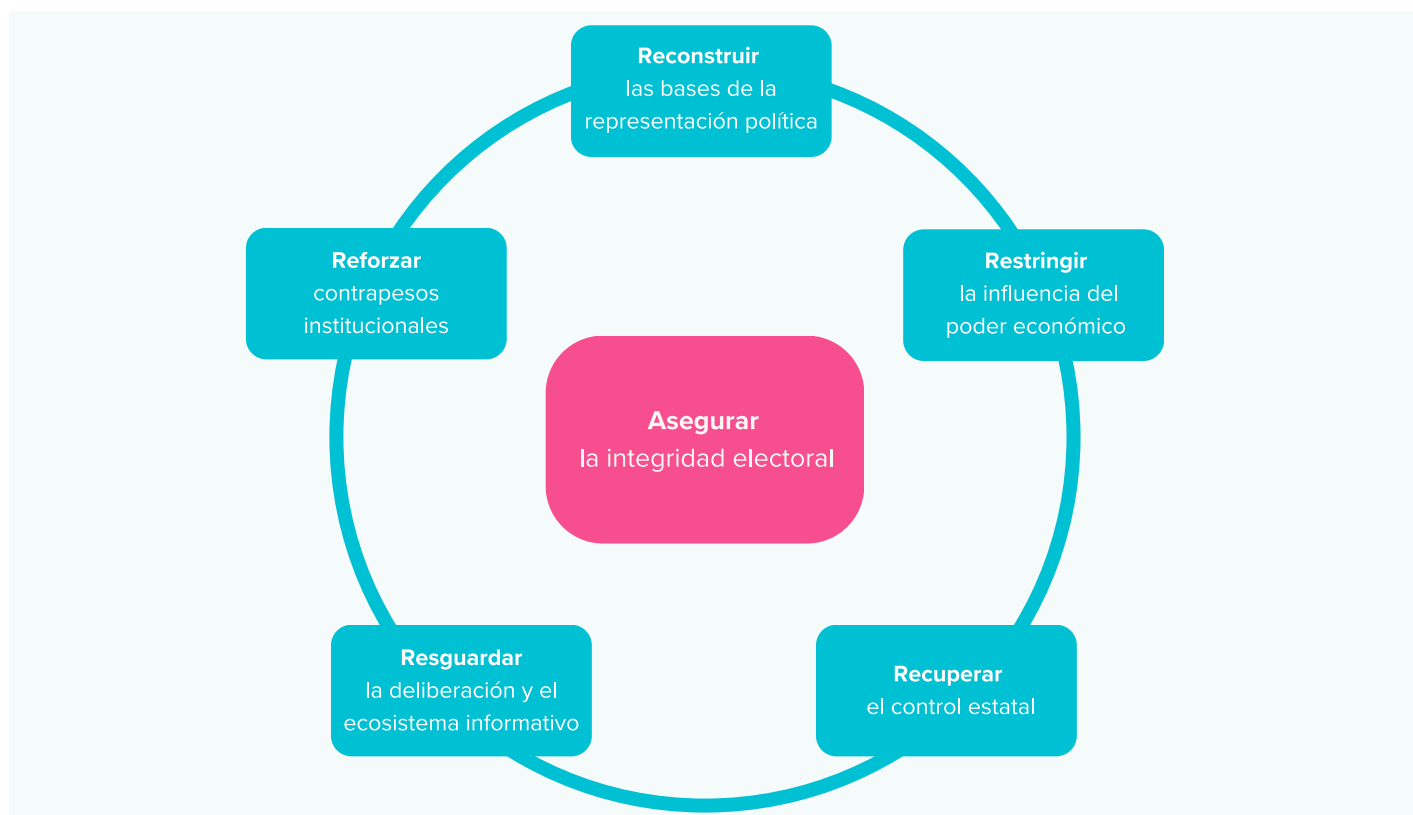 Reconstruir
las bases de la
representación política
Reforzar
contrapesos
institucionales
Restringir
la influencia del
poder económico
Asegurar
la integridad electoral
Resguardar
la deliberación y el
ecosistema informativo
Recuperar
el control estatal